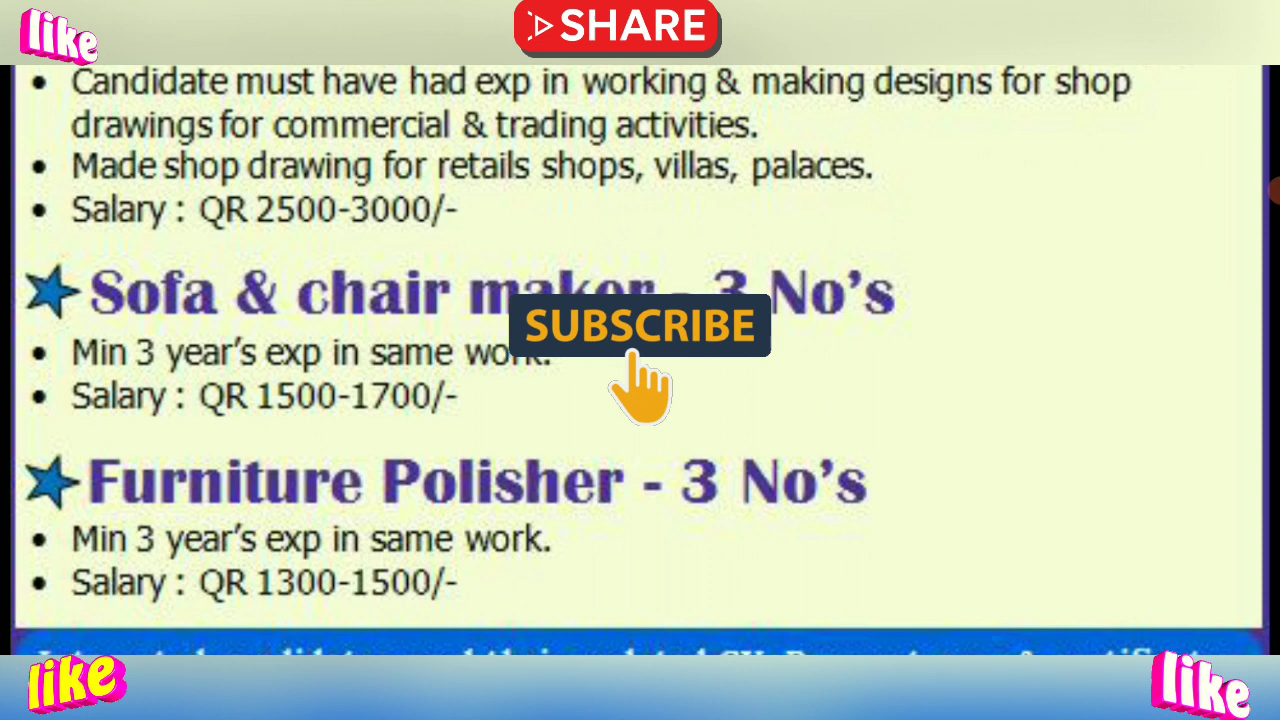 like
SHARE
• Candidate must have had exp in working & making designs for shop
drawings for commercial & trading activities.
• Made shop drawing for retails shops, villas, palaces.
• Salary : QR 2500-3000/-
Sofa & chair maker - 3 No's
SUBSCRIBE
• Min 3 year's exp in same work.
• Salary : QR 1500-1700/-
Furniture Polisher - 3 No's
• Min 3 year's exp in same work.
• Salary : QR 1300-1500/-
like
like